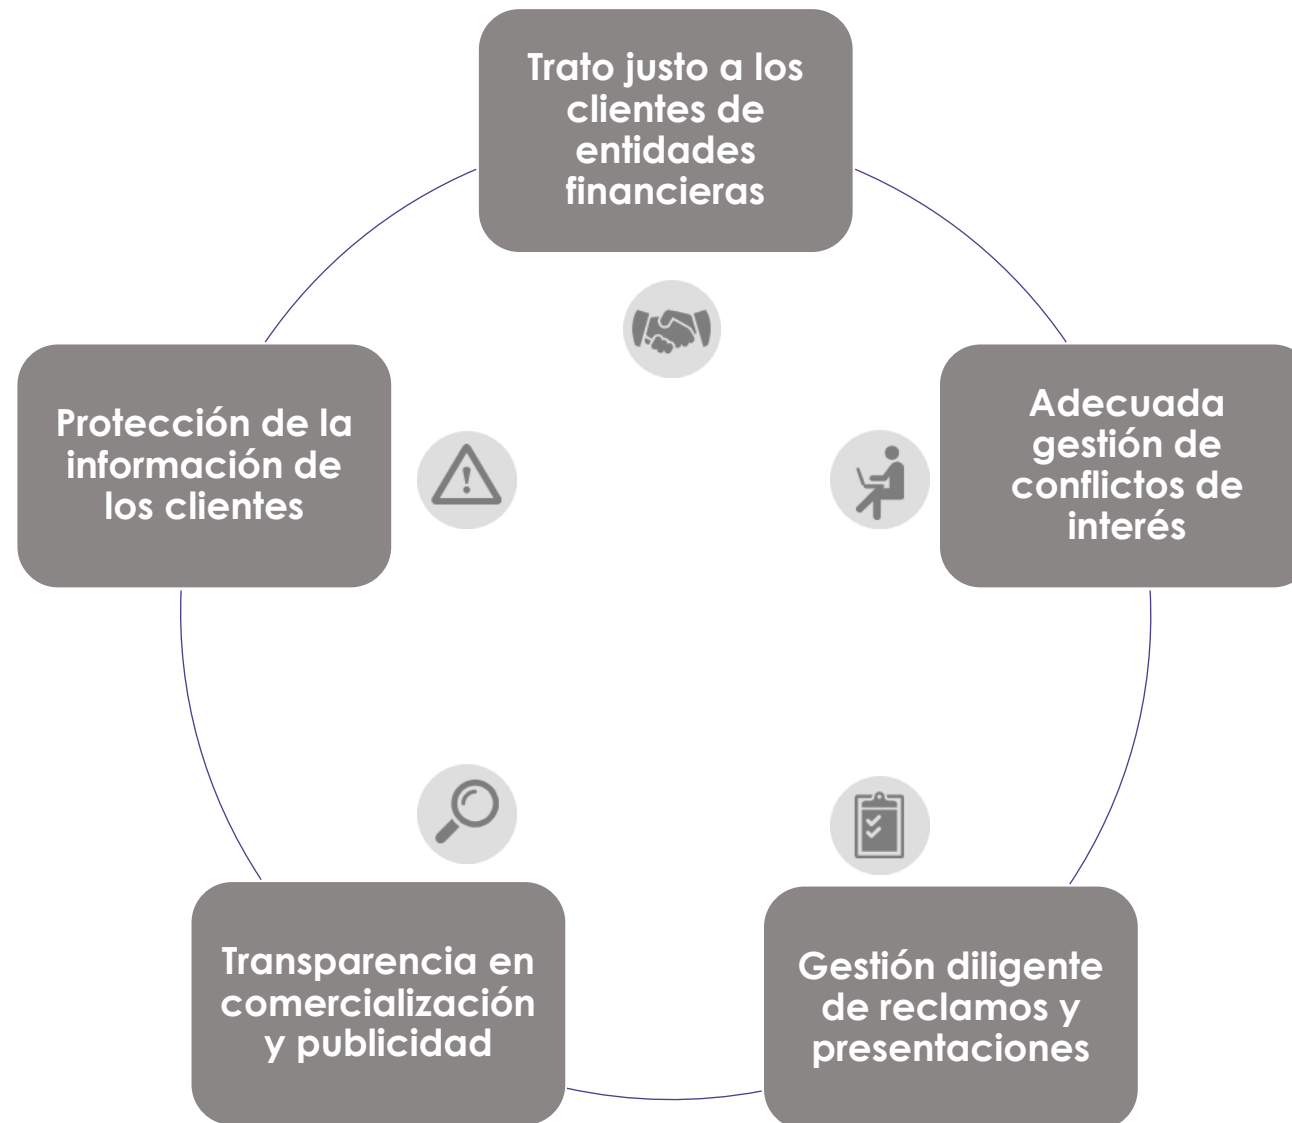 Trato justo a los
clientes de
entidades
financieras
Protección de la
información de
los clientes
Adecuada
gestión de
conflictos de
interés
Transparencia en
comercialización
y publicidad
Gestión diligente
de reclamos y
presentaciones